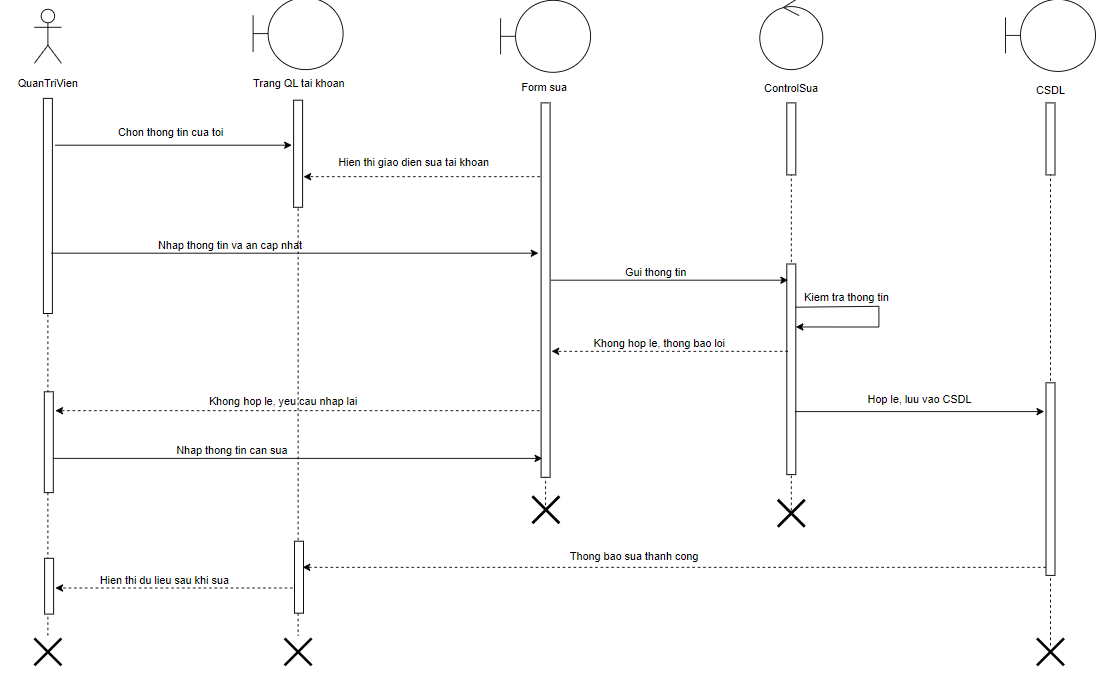 QuanTriVien
Trang QL tai khoan
Form sua
ControlSua
CSDL
Chon thong tin cua toi
Hien thi giao dien sua tai khoan
Nhap thong tin va an cap nhat
Gui thong tin
Kiem tra thong tin
Khong hop le, thong bao loi
Khong hop le, yeu cau nhap lai
Hop le, luu vao CSDL
Nhap thong tin can sua
Thong bao sua thanh cong
Hien thi du lieu sau khi sua